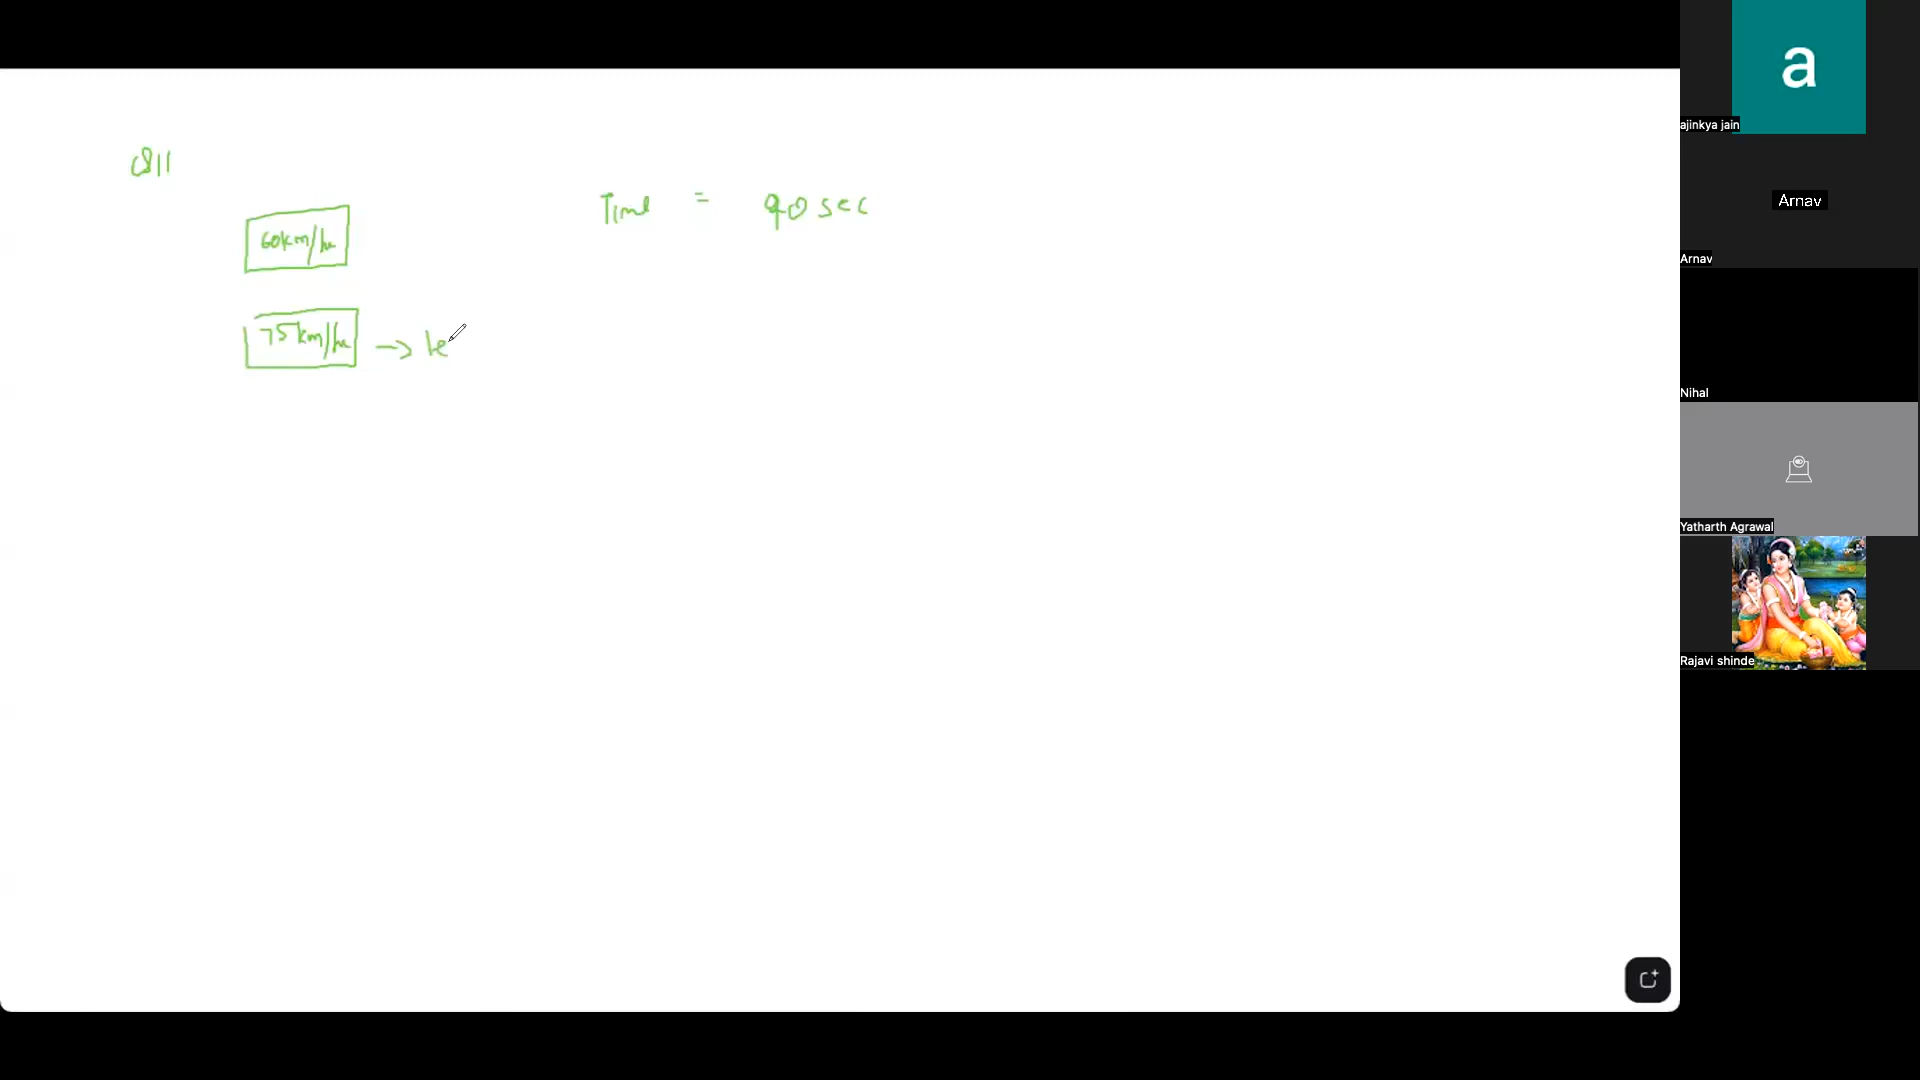 Q11
Time = 90 sec
60km/hr
75km/hr → le
a
ajinkya jain
Arnav
Arnav
Nihal
Yatharth Agrawal
Rajavi shinde